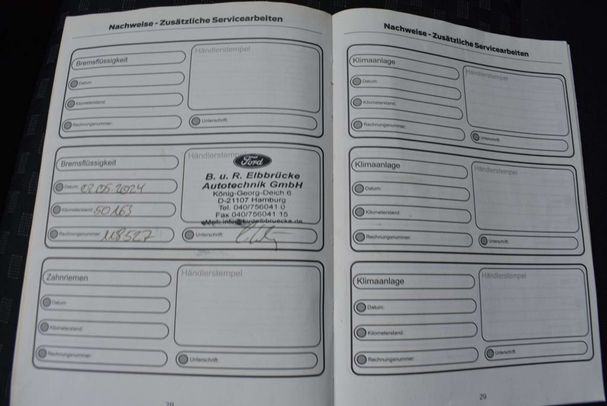 Nachweise - Zusätzliche Servicearbeiten
Bremsflüssigkeit
Händlerstempel
Datum:
Kilometerstand:
Rechnungsnummer:
Unterschrift:
Bremsflüssigkeit
Händlerstempel
Ford
B. u. R. Elbbrücke
Autotechnik GmbH
König-Georg-Deich 6
D-21107 Hamburg
Tel. 040/756041 0
Fax 040/756041 15
Datum: 02.05.2024
Kilometerstand: 50163
Rechnungsnummer: 118527
Unterschrift:
Zahnriemen
Händlerstempel
Datum:
Kilometerstand:
Rechnungsnummer:
Unterschrift:
28
Nachweise - Zusätzliche Servicearbeiten
Klimaanlage
Händlerstempel
Datum:
Kilometerstand:
Rechnungsnummer:
Unterschrift:
Klimaanlage
Händlerstempel
Datum:
Kilometerstand:
Rechnungsnummer:
Unterschrift:
Klimaanlage
Händlerstempel
Datum:
Kilometerstand:
Rechnungsnummer:
Unterschrift:
29